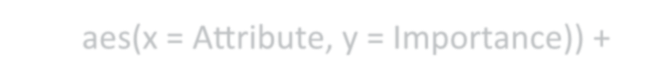 aes(x = Attribute, y = Importance)) +